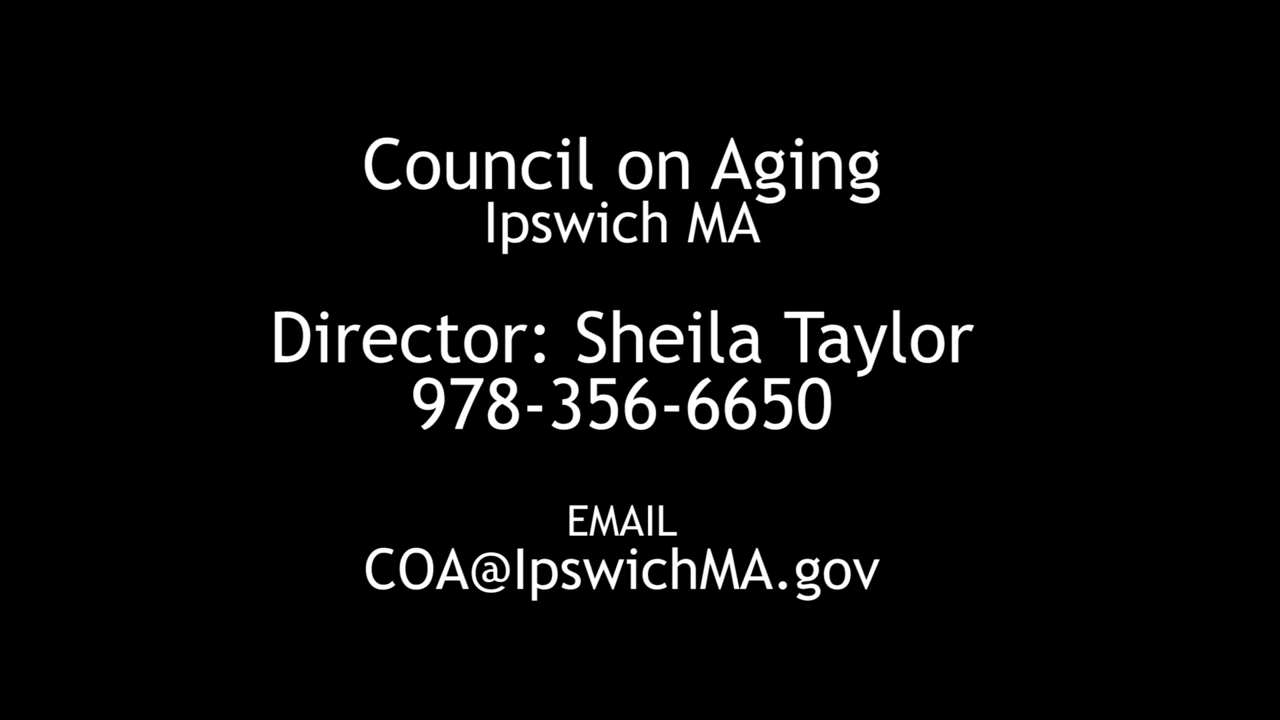 Council on Aging
Ipswich MA
Director: Sheila Taylor
978-356-6650
EMAIL
COA@IpswichMA.gov